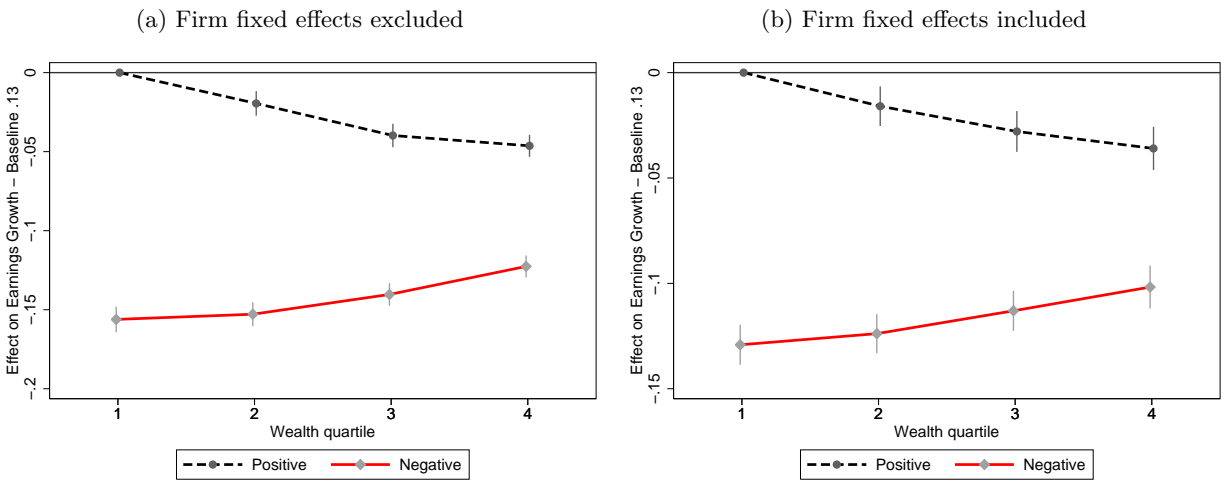 (a) Firm fixed effects excluded
Effect on Earnings Growth − Baseline .13
0
−.05
−.1
−.15
−.2
1 2 3 4
Wealth quartile
Positive Negative
(b) Firm fixed effects included
Effect on Earnings Growth − Baseline .13
0
−.05
−.1
−.15
1 2 3 4
Wealth quartile
Positive Negative